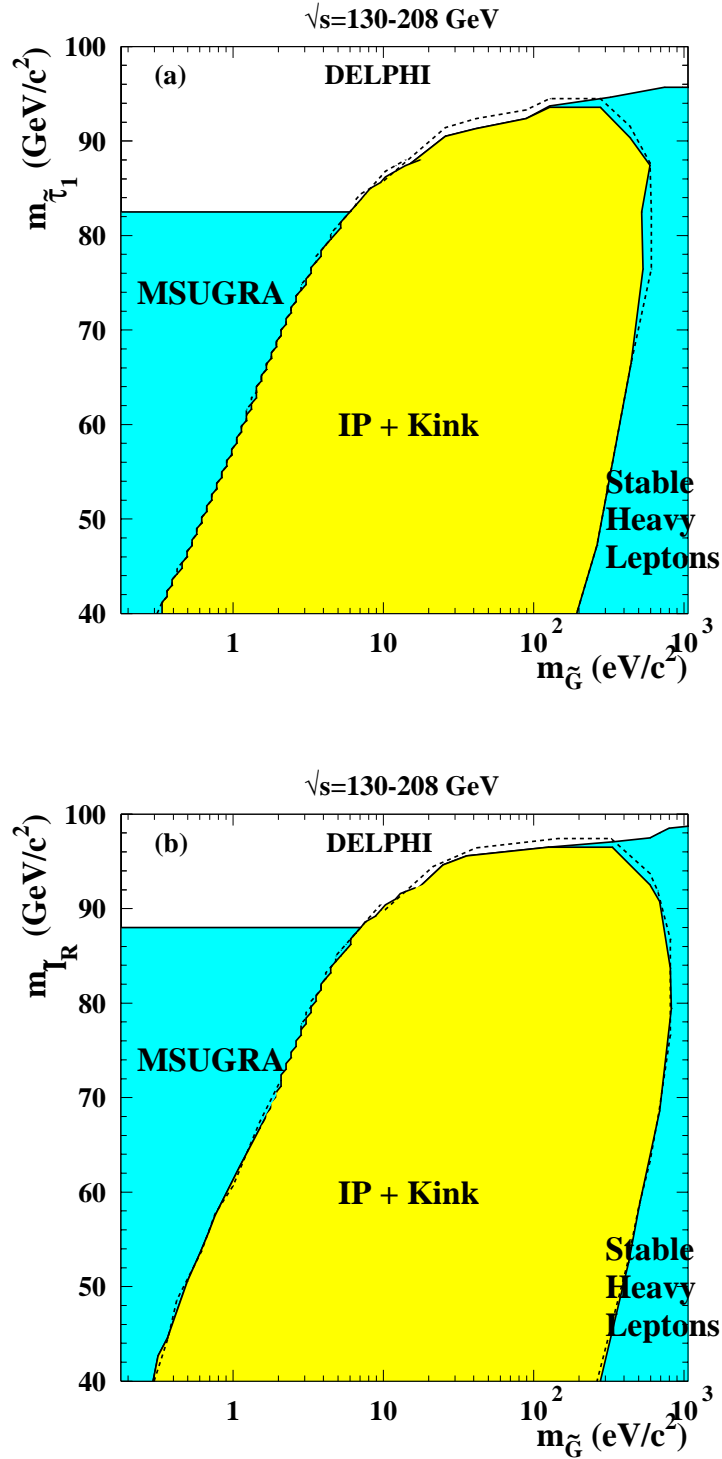 √s=130-208 GeV
(a) DELPHI
m_τ̃₁ ((GeV/c²)
100
90
80
70
60
50
40
MSUGRA
IP + Kink
Stable
Heavy
Leptons
1 10 10² 10³
m_G̃ (eV/c²)
√s=130-208 GeV
(b) DELPHI
m_l̃_R ((GeV/c²)
100
90
80
70
60
50
40
MSUGRA
IP + Kink
Stable
Heavy
Leptons
1 10 10² 10³
m_G̃ (eV/c²)